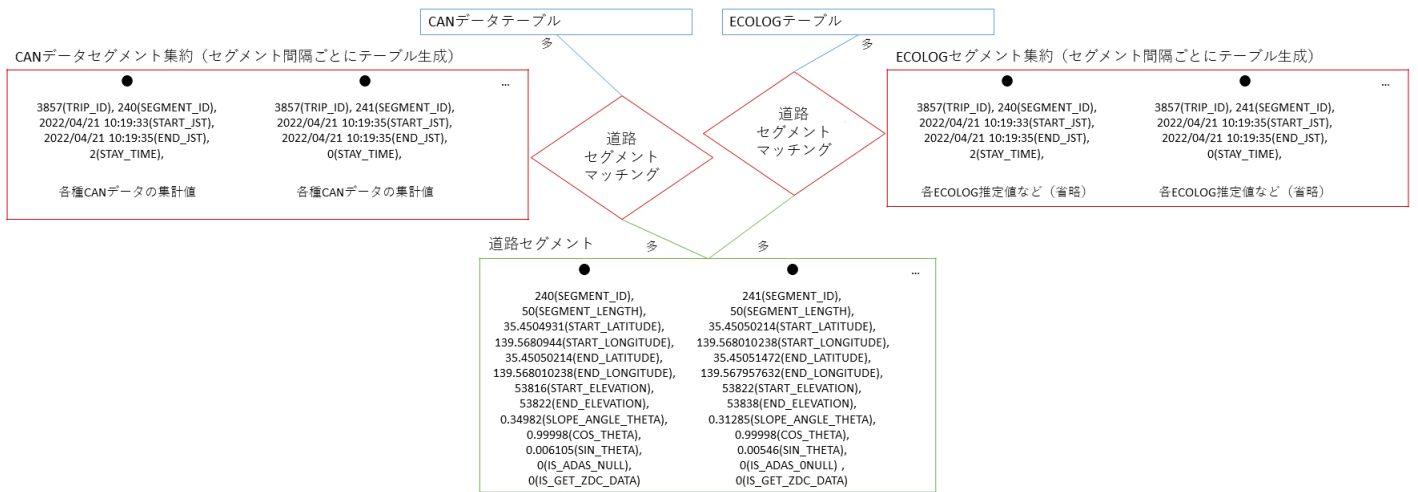 CANデータテーブル
ECOLOGテーブル
多
多
CANデータセグメント集約（セグメント間隔ごとにテーブル生成）
ECOLOGセグメント集約（セグメント間隔ごとにテーブル生成）
3857(TRIP_ID), 240(SEGMENT_ID),
2022/04/21 10:19:33(START_JST),
2022/04/21 10:19:35(END_JST),
2(STAY_TIME),
各種CANデータの集計値
3857(TRIP_ID), 241(SEGMENT_ID),
2022/04/21 10:19:35(START_JST),
2022/04/21 10:19:35(END_JST),
0(STAY_TIME),
各種CANデータの集計値
...
道路
セグメント
マッチング
道路
セグメント
マッチング
3857(TRIP_ID), 240(SEGMENT_ID),
2022/04/21 10:19:33(START_JST),
2022/04/21 10:19:35(END_JST),
2(STAY_TIME),
各ECOLOG推定値など（省略）
3857(TRIP_ID), 241(SEGMENT_ID),
2022/04/21 10:19:35(START_JST),
2022/04/21 10:19:35(END_JST),
0(STAY_TIME),
各ECOLOG推定値など（省略）
...
道路セグメント
多
多
240(SEGMENT_ID),
50(SEGMENT_LENGTH),
35.4504931(START_LATITUDE),
139.5680944(START_LONGITUDE),
35.45050214(END_LATITUDE),
139.568010238(END_LONGITUDE),
53816(START_ELEVATION),
53822(END_ELEVATION),
0.34982(SLOPE_ANGLE_THETA),
0.99998(COS_THETA),
0.006105(SIN_THETA),
0(IS_ADAS_NULL),
0(IS_GET_ZDC_DATA)
241(SEGMENT_ID),
50(SEGMENT_LENGTH),
35.45050214(START_LATITUDE),
139.568010238(START_LONGITUDE),
35.45051472(END_LATITUDE),
139.567957632(END_LONGITUDE),
53822(START_ELEVATION),
53838(END_ELEVATION),
0.31285(SLOPE_ANGLE_THETA),
0.99998(COS_THETA),
0.00546(SIN_THETA),
0(IS_ADAS_0NULL) ,
0(IS_GET_ZDC_DATA)
...